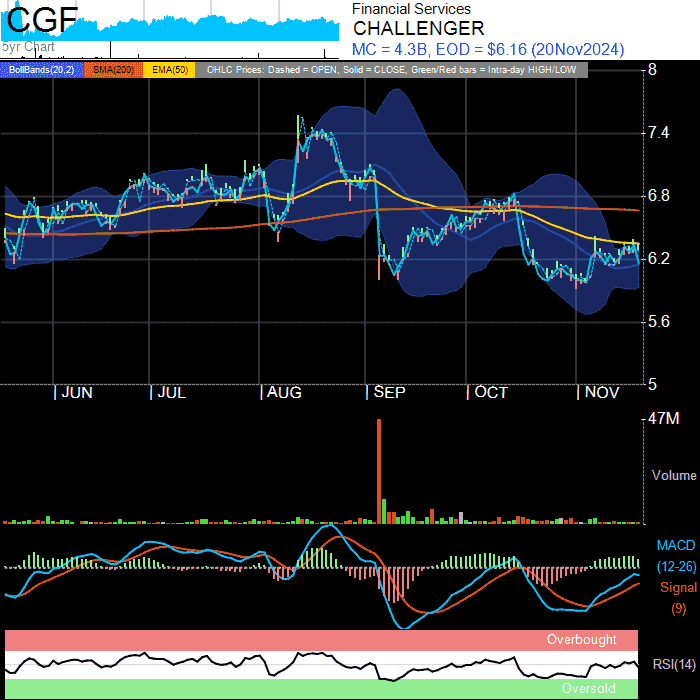 CGF
5yr Chart
Financial Services
CHALLENGER
MC = 4.3B, EOD = $6.16 (20Nov2024)
BollBands(20,2) SMA(200) EMA(50) OHLC Prices: Dashed = OPEN, Solid = CLOSE, Green/Red bars = Intra-day HIGH/LOW
8
7.4
6.8
6.2
5.6
5
JUN JUL AUG SEP OCT NOV
47M
Volume
MACD
(12-26)
Signal
(9)
Overbought
RSI(14)
Oversold